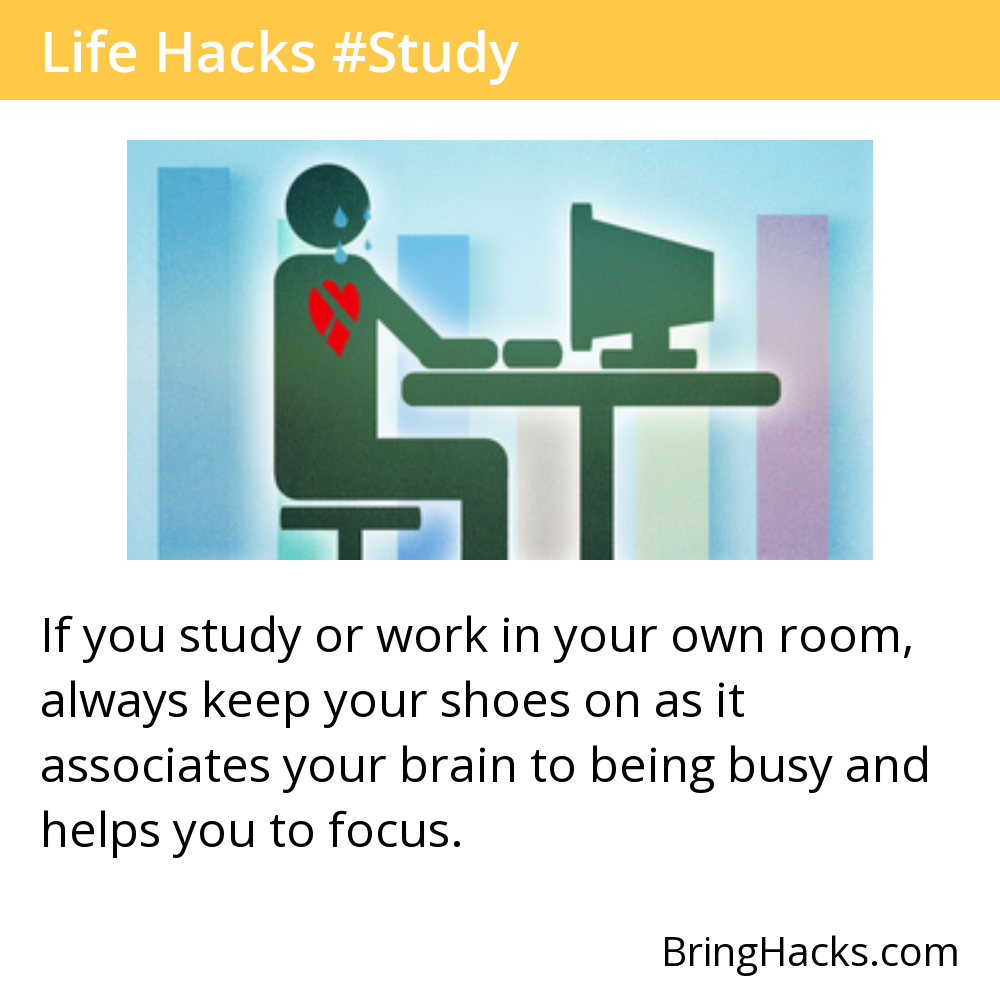 Life Hacks #Study
If you study or work in your own room,
always keep your shoes on as it
associates your brain to being busy and
helps you to focus.
BringHacks.com